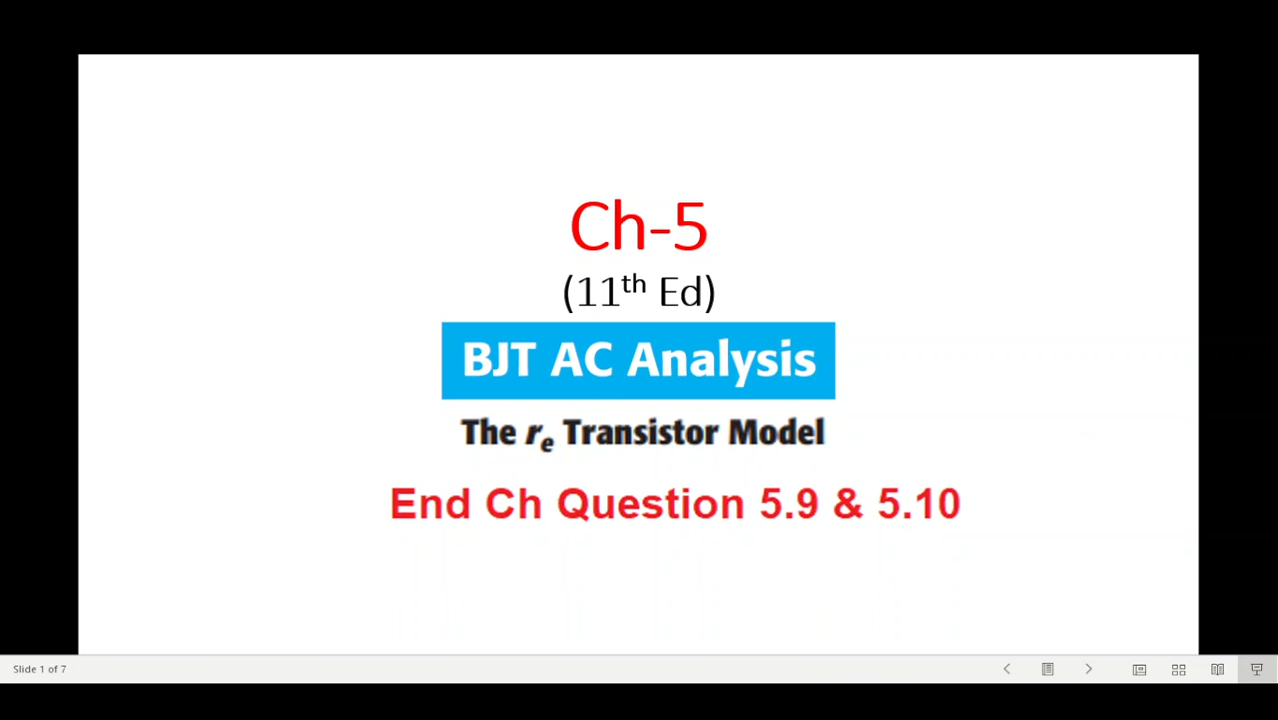 Ch-5
(11th Ed)
BJT AC Analysis
The re Transistor Model
End Ch Question 5.9 & 5.10
Slide 1 of 7